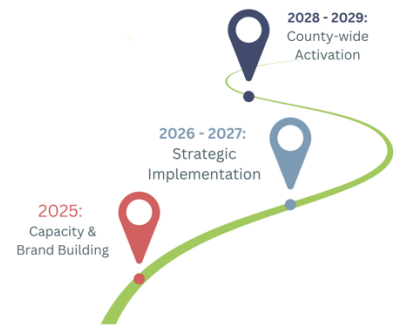 2028 - 2029:
County-wide
Activation
2026 - 2027:
Strategic
Implementation
2025:
Capacity &
Brand Building